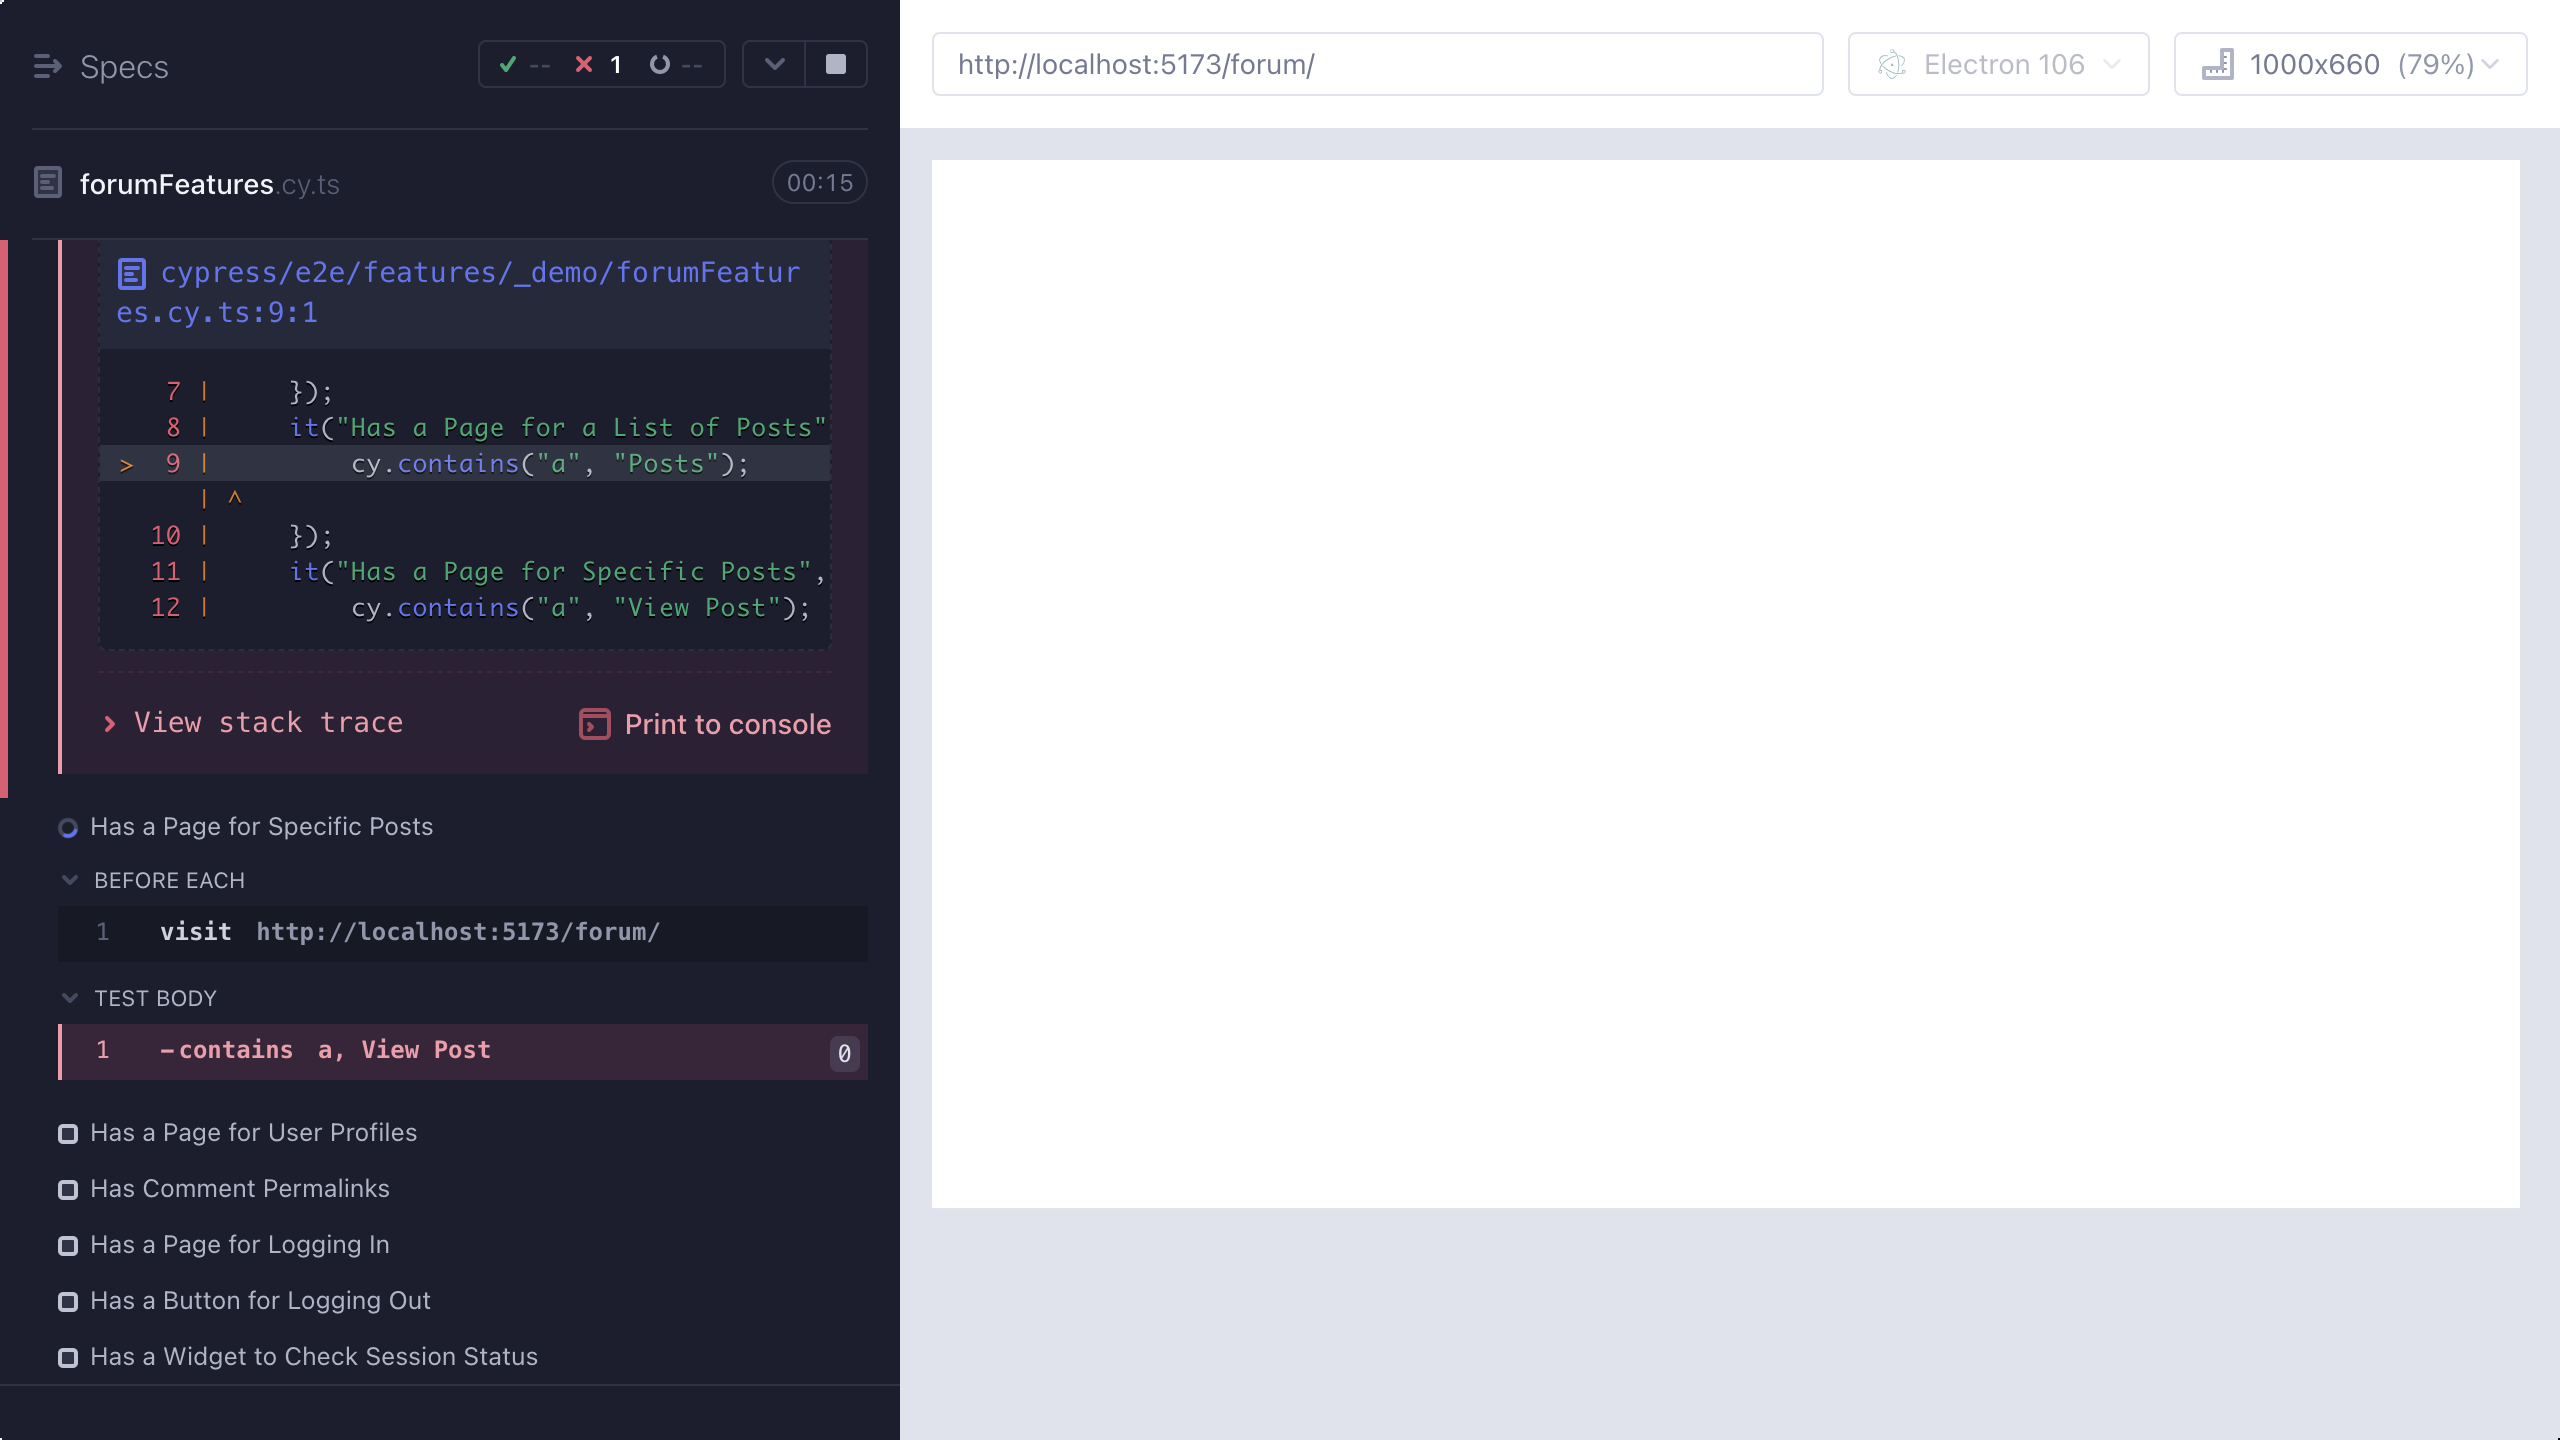 Specs
-- 1 --
forumFeatures.cy.ts
00:15
cypress/e2e/features/_demo/forumFeatur
es.cy.ts:9:1
7 | });
8 | it("Has a Page for a List of Posts"
> 9 | cy.contains("a", "Posts");
| ^
10 | });
11 | it("Has a Page for Specific Posts",
12 | cy.contains("a", "View Post");
View stack trace
Print to console
Has a Page for Specific Posts
BEFORE EACH
1 visit http://localhost:5173/forum/
TEST BODY
1 -contains a, View Post 0
Has a Page for User Profiles
Has Comment Permalinks
Has a Page for Logging In
Has a Button for Logging Out
Has a Widget to Check Session Status
http://localhost:5173/forum/
Electron 106
1000x660 (79%)